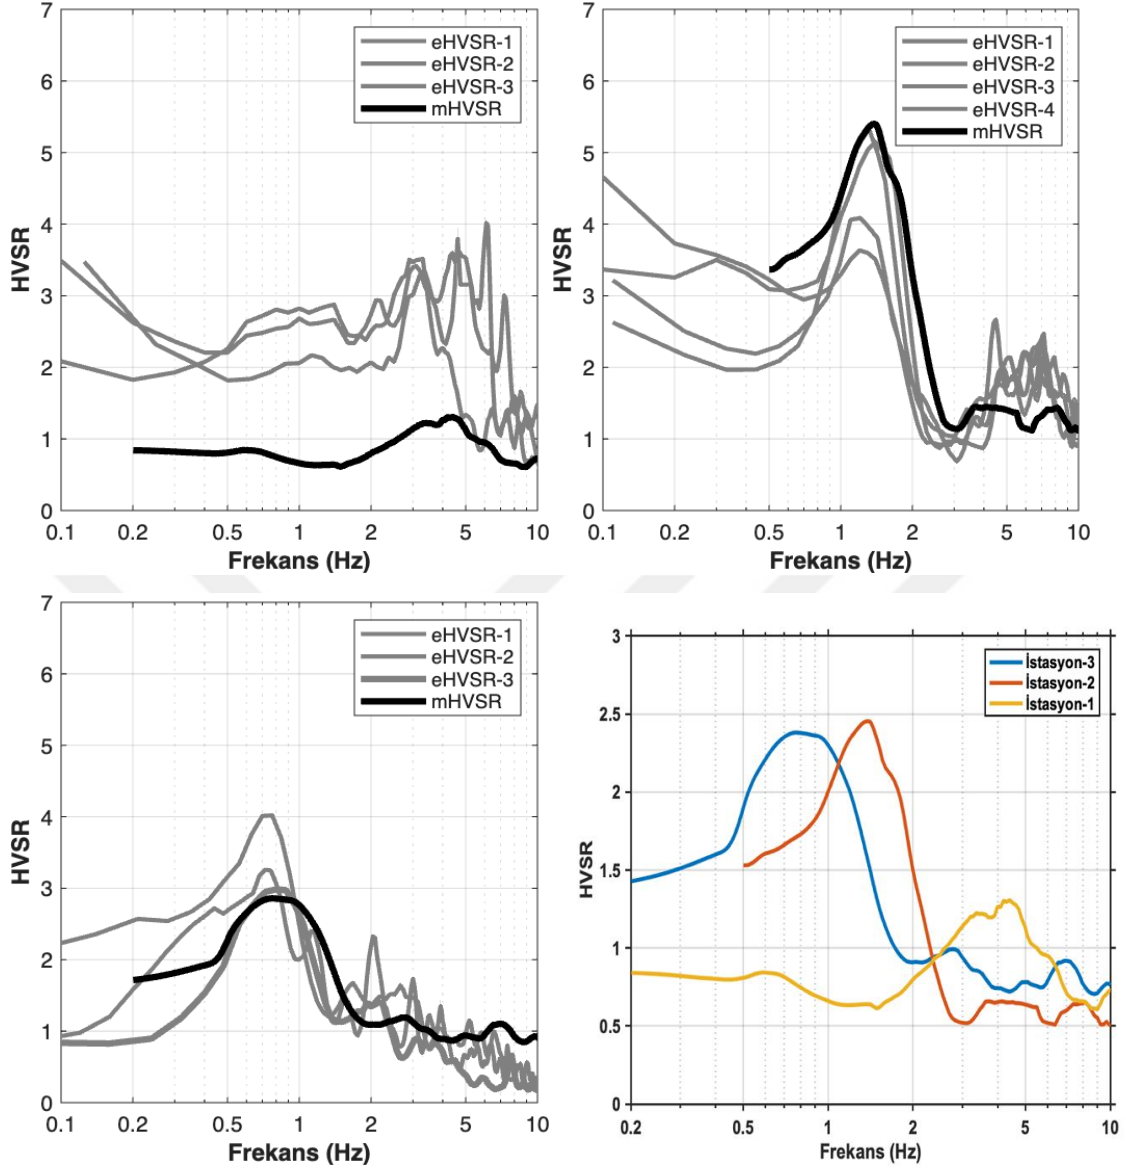 7
6
5
4
3
2
1
0
HVSR
eHVSR-1
eHVSR-2
eHVSR-3
mHVSR
0.1 0.2 0.5 1 2 5 10
Frekans (Hz)
7
6
5
4
3
2
1
0
HVSR
eHVSR-1
eHVSR-2
eHVSR-3
eHVSR-4
mHVSR
0.1 0.2 0.5 1 2 5 10
Frekans (Hz)
7
6
5
4
3
2
1
0
HVSR
eHVSR-1
eHVSR-2
eHVSR-3
mHVSR
0.1 0.2 0.5 1 2 5 10
Frekans (Hz)
3
2.5
2
1.5
1
0.5
0
HVSR
İstasyon-3
İstasyon-2
İstasyon-1
0.2 0.5 1 2 5 10
Frekans (Hz)